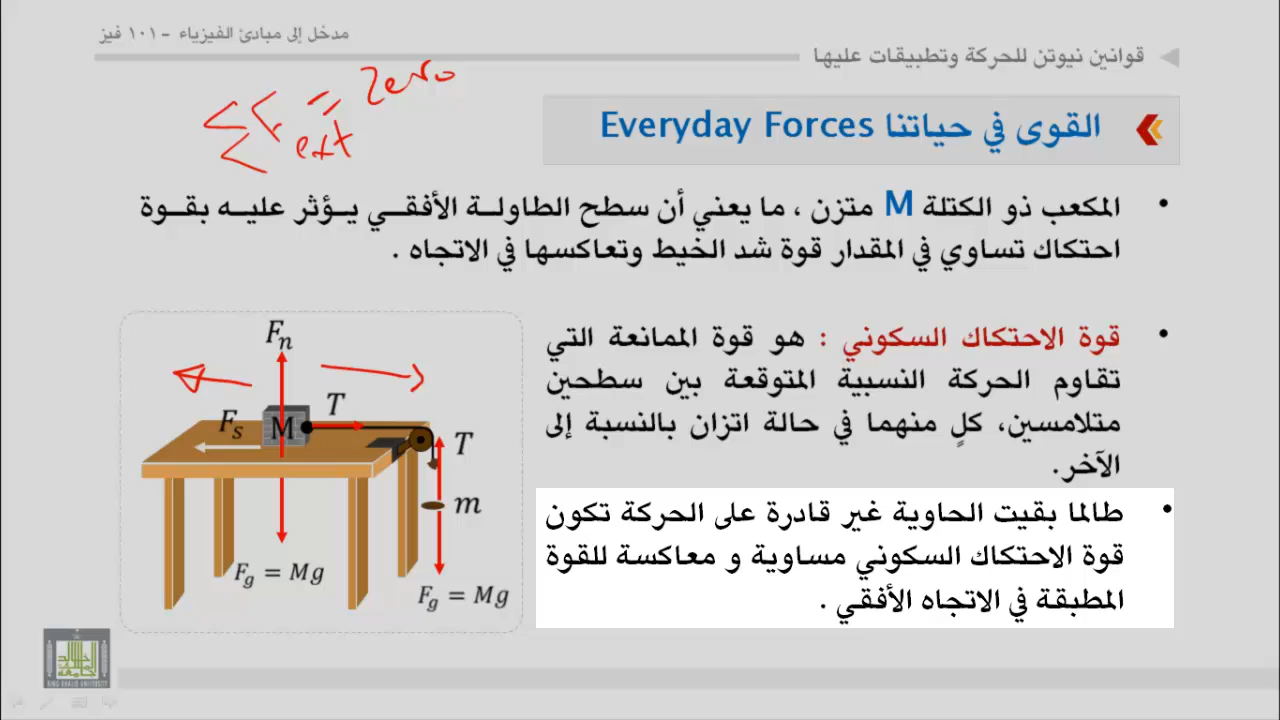 مدخل إلى مبادئ الفيزياء - ١٠١ فيز
قوانين نيوتن للحركة وتطبيقات عليها
القوى في حياتنا Everyday Forces
ΣF ext = Zero
• المكعب ذو الكتلة M متزن ، ما يعني أن سطح الطاولة الأفقي يؤثر عليه بقوة
احتكاك تساوي في المقدار قوة شد الخيط وتعاكسها في الاتجاه .
• قوة الاحتكاك السكوني : هو قوة الممانعة التي
تقاوم الحركة النسبية المتوقعة بين سطحين
متلامسين، كلٍ منهما في حالة اتزان بالنسبة إلى
الآخر.
• طالما بقيت الحاوية غير قادرة على الحركة تكون
قوة الاحتكاك السكوني مساوية و معاكسة للقوة
المطبقة في الاتجاه الأفقي .
Fn
T
Fs
M
T
m
Fg = Mg
Fg = Mg
KING KHALID UNIVERSITY